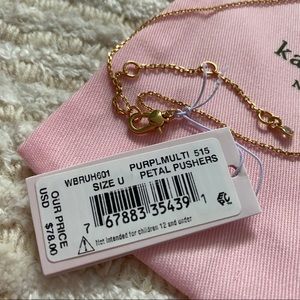 ka
N
WBRUH601 PURPLMULTI 515
SIZE U PETAL PUSHERS
7 67883 35439 1
Not intended for children 12 and under
OUR PRICE
USD $78.00